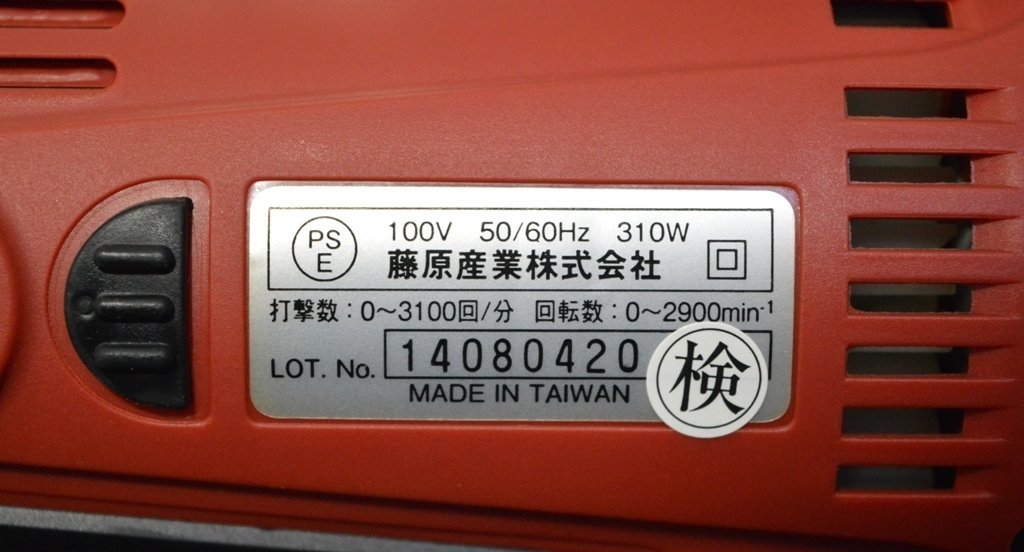 PS
E
100V 50/60Hz 310W
藤原産業株式会社
打撃数：0～3100回/分 回転数：0～2900min⁻¹
LOT. No. 14080420
MADE IN TAIWAN
検